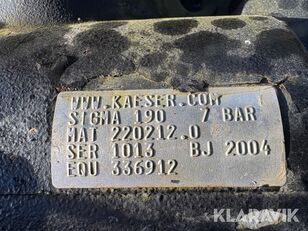 WWW.KAESER.COM
SIGMA 190 7 BAR
MAT 220212.0
SER 1013 BJ 2004
EQU 336912
KLARAVIK